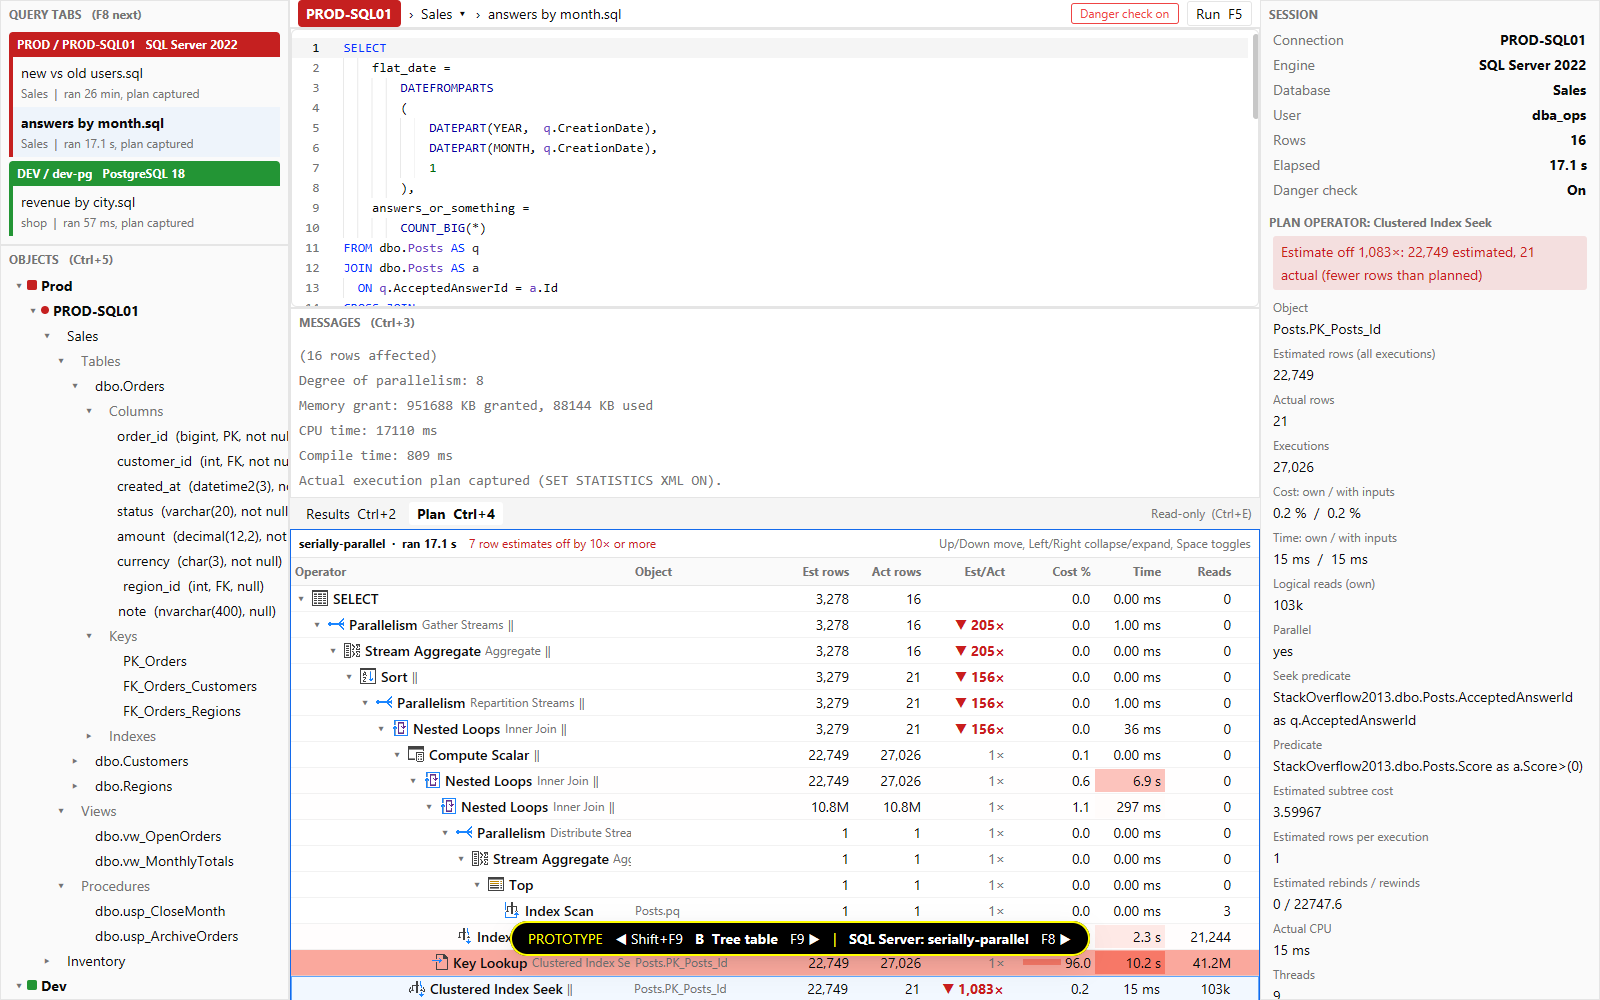 QUERY TABS (F8 next)
PROD / PROD-SQL01 SQL Server 2022
new vs old users.sql
Sales | ran 26 min, plan captured
answers by month.sql
Sales | ran 17.1 s, plan captured
DEV / dev-pg PostgreSQL 18
revenue by city.sql
shop | ran 57 ms, plan captured
OBJECTS (Ctrl+5)
Prod
PROD-SQL01
Sales
Tables
dbo.Orders
Columns
order_id (bigint, PK, not nul
customer_id (int, FK, not nu
created_at (datetime2(3), n
status (varchar(20), not null
amount (decimal(12,2), not
currency (char(3), not null)
region_id (int, FK, null)
note (nvarchar(400), null)
Keys
PK_Orders
FK_Orders_Customers
FK_Orders_Regions
Indexes
dbo.Customers
dbo.Regions
Views
dbo.vw_OpenOrders
dbo.vw_MonthlyTotals
Procedures
dbo.usp_CloseMonth
dbo.usp_ArchiveOrders
Inventory
Dev
PROD-SQL01 › Sales ▾ › answers by month.sql
Danger check on
Run F5
1 SELECT
2 flat_date =
3 DATEFROMPARTS
4 (
5 DATEPART(YEAR, q.CreationDate),
6 DATEPART(MONTH, q.CreationDate),
7 1
8 ),
9 answers_or_something =
10 COUNT_BIG(*)
11 FROM dbo.Posts AS q
12 JOIN dbo.Posts AS a
13 ON q.AcceptedAnswerId = a.Id
14 CROSS JOIN
MESSAGES (Ctrl+3)
(16 rows affected)
Degree of parallelism: 8
Memory grant: 951688 KB granted, 88144 KB used
CPU time: 17110 ms
Compile time: 809 ms
Actual execution plan captured (SET STATISTICS XML ON).
Results Ctrl+2 Plan Ctrl+4 Read-only (Ctrl+E)
serially-parallel · ran 17.1 s 7 row estimates off by 10× or more Up/Down move, Left/Right collapse/expand, Space toggles
Operator Object Est rows Act rows Est/Act Cost % Time Reads
SELECT 3,278 16 0.0 0.00 ms 0
Parallelism Gather Streams || 3,278 16 ▼ 205× 0.0 1.00 ms 0
Stream Aggregate Aggregate || 3,278 16 ▼ 205× 0.0 0.00 ms 0
Sort || 3,279 21 ▼ 156× 0.0 0.00 ms 0
Parallelism Repartition Streams || 3,279 21 ▼ 156× 0.0 1.00 ms 0
Nested Loops Inner Join || 3,279 21 ▼ 156× 0.0 36 ms 0
Compute Scalar || 22,749 27,026 1× 0.1 0.00 ms 0
Nested Loops Inner Join || 22,749 27,026 1× 0.6 6.9 s 0
Nested Loops Inner Join || 10.8M 10.8M 1× 1.1 297 ms 0
Parallelism Distribute Strea 1 1 1× 0.0 0.00 ms 0
Stream Aggregate Agg 1 1 1× 0.0 0.00 ms 0
Top 1 1 1× 0.0 0.00 ms 0
Index Scan Posts.pq 1 1 1× 0.0 0.00 ms 3
Index 2.3 s 21,244
PROTOTYPE ◀ Shift+F9 B Tree table F9 ▶ | SQL Server: serially-parallel F8 ▶
Key Lookup Clustered Index Se Posts.PK_Posts_Id 22,749 27,026 1× 96.0 10.2 s 41.2M
Clustered Index Seek || Posts.PK_Posts_Id 22,749 21 ▼ 1,083× 0.2 15 ms 103k
SESSION
Connection PROD-SQL01
Engine SQL Server 2022
Database Sales
User dba_ops
Rows 16
Elapsed 17.1 s
Danger check On
PLAN OPERATOR: Clustered Index Seek
Estimate off 1,083×: 22,749 estimated, 21
actual (fewer rows than planned)
Object
Posts.PK_Posts_Id
Estimated rows (all executions)
22,749
Actual rows
21
Executions
27,026
Cost: own / with inputs
0.2 % / 0.2 %
Time: own / with inputs
15 ms / 15 ms
Logical reads (own)
103k
Parallel
yes
Seek predicate
StackOverflow2013.dbo.Posts.AcceptedAnswerId
as q.AcceptedAnswerId
Predicate
StackOverflow2013.dbo.Posts.Score as a.Score>(0)
Estimated subtree cost
3.59967
Estimated rows per execution
1
Estimated rebinds / rewinds
0 / 22747.6
Actual CPU
15 ms
Threads
9